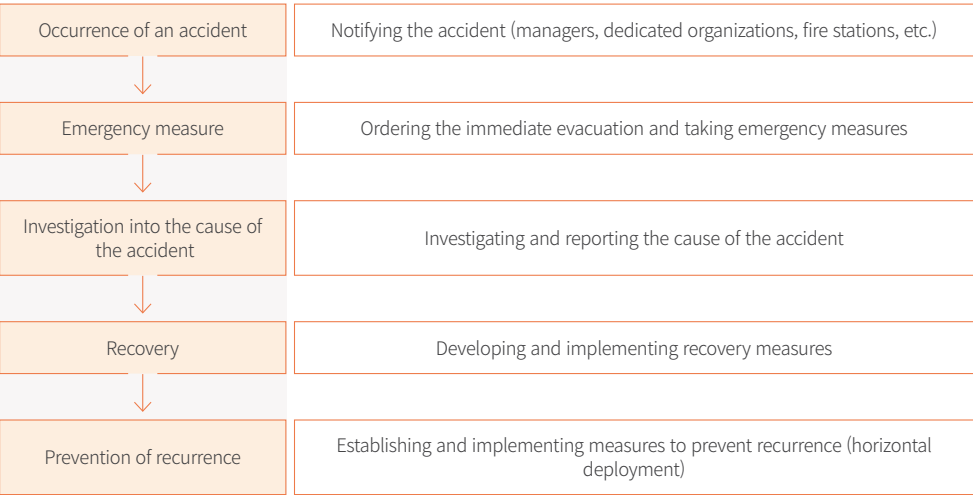 Occurrence of an accident
Notifying the accident (managers, dedicated organizations, fire stations, etc.)
Emergency measure
Ordering the immediate evacuation and taking emergency measures
Investigation into the cause of
the accident
Investigating and reporting the cause of the accident
Recovery
Developing and implementing recovery measures
Prevention of recurrence
Establishing and implementing measures to prevent recurrence (horizontal
deployment)